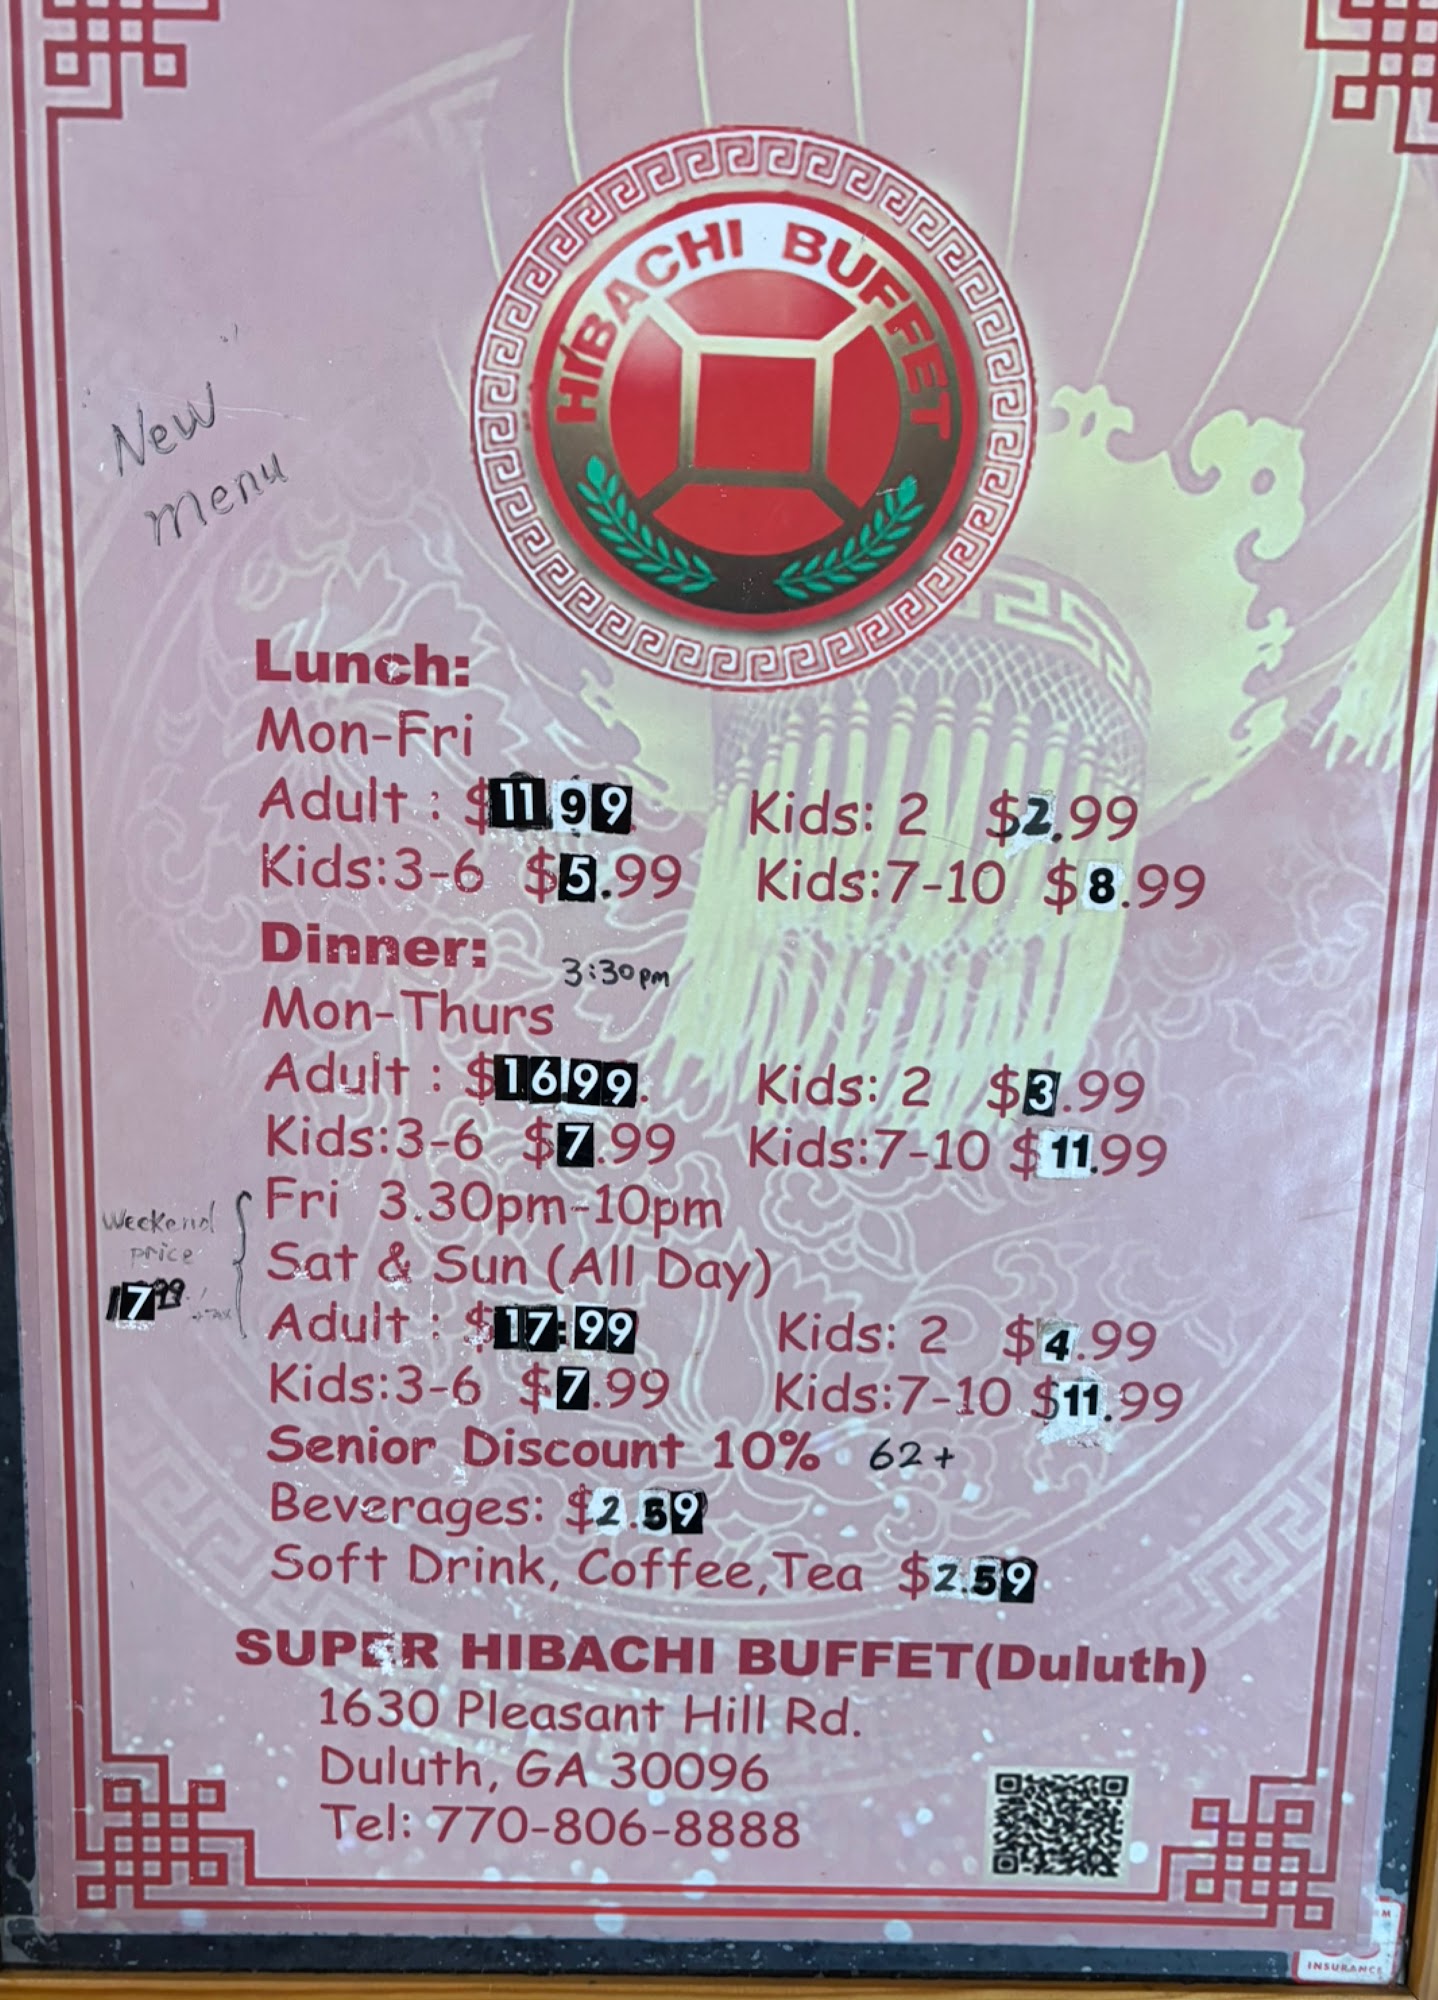 HIBACHI BUFFET
New
menu
Lunch:
Mon-Fri
Adult : $11 99 Kids: 2 $2.99
Kids:3-6 $5.99 Kids:7-10 $8.99
Dinner: 3:30pm
Mon-Thurs
Adult : $16 99. Kids: 2 $3.99
Kids:3-6 $7.99 Kids:7-10 $11.99
Fri 3.30pm-10pm
Weekend
price
17 99 + tax
Sat & Sun (All Day)
Adult : $17.99 Kids: 2 $4.99
Kids:3-6 $7.99 Kids:7-10 $11.99
Senior Discount 10% 62+
Beverages: $2.59
Soft Drink, Coffee,Tea $2.59
SUPER HIBACHI BUFFET(Duluth)
1630 Pleasant Hill Rd.
Duluth, GA 30096
Tel: 770-806-8888
INSURANCE